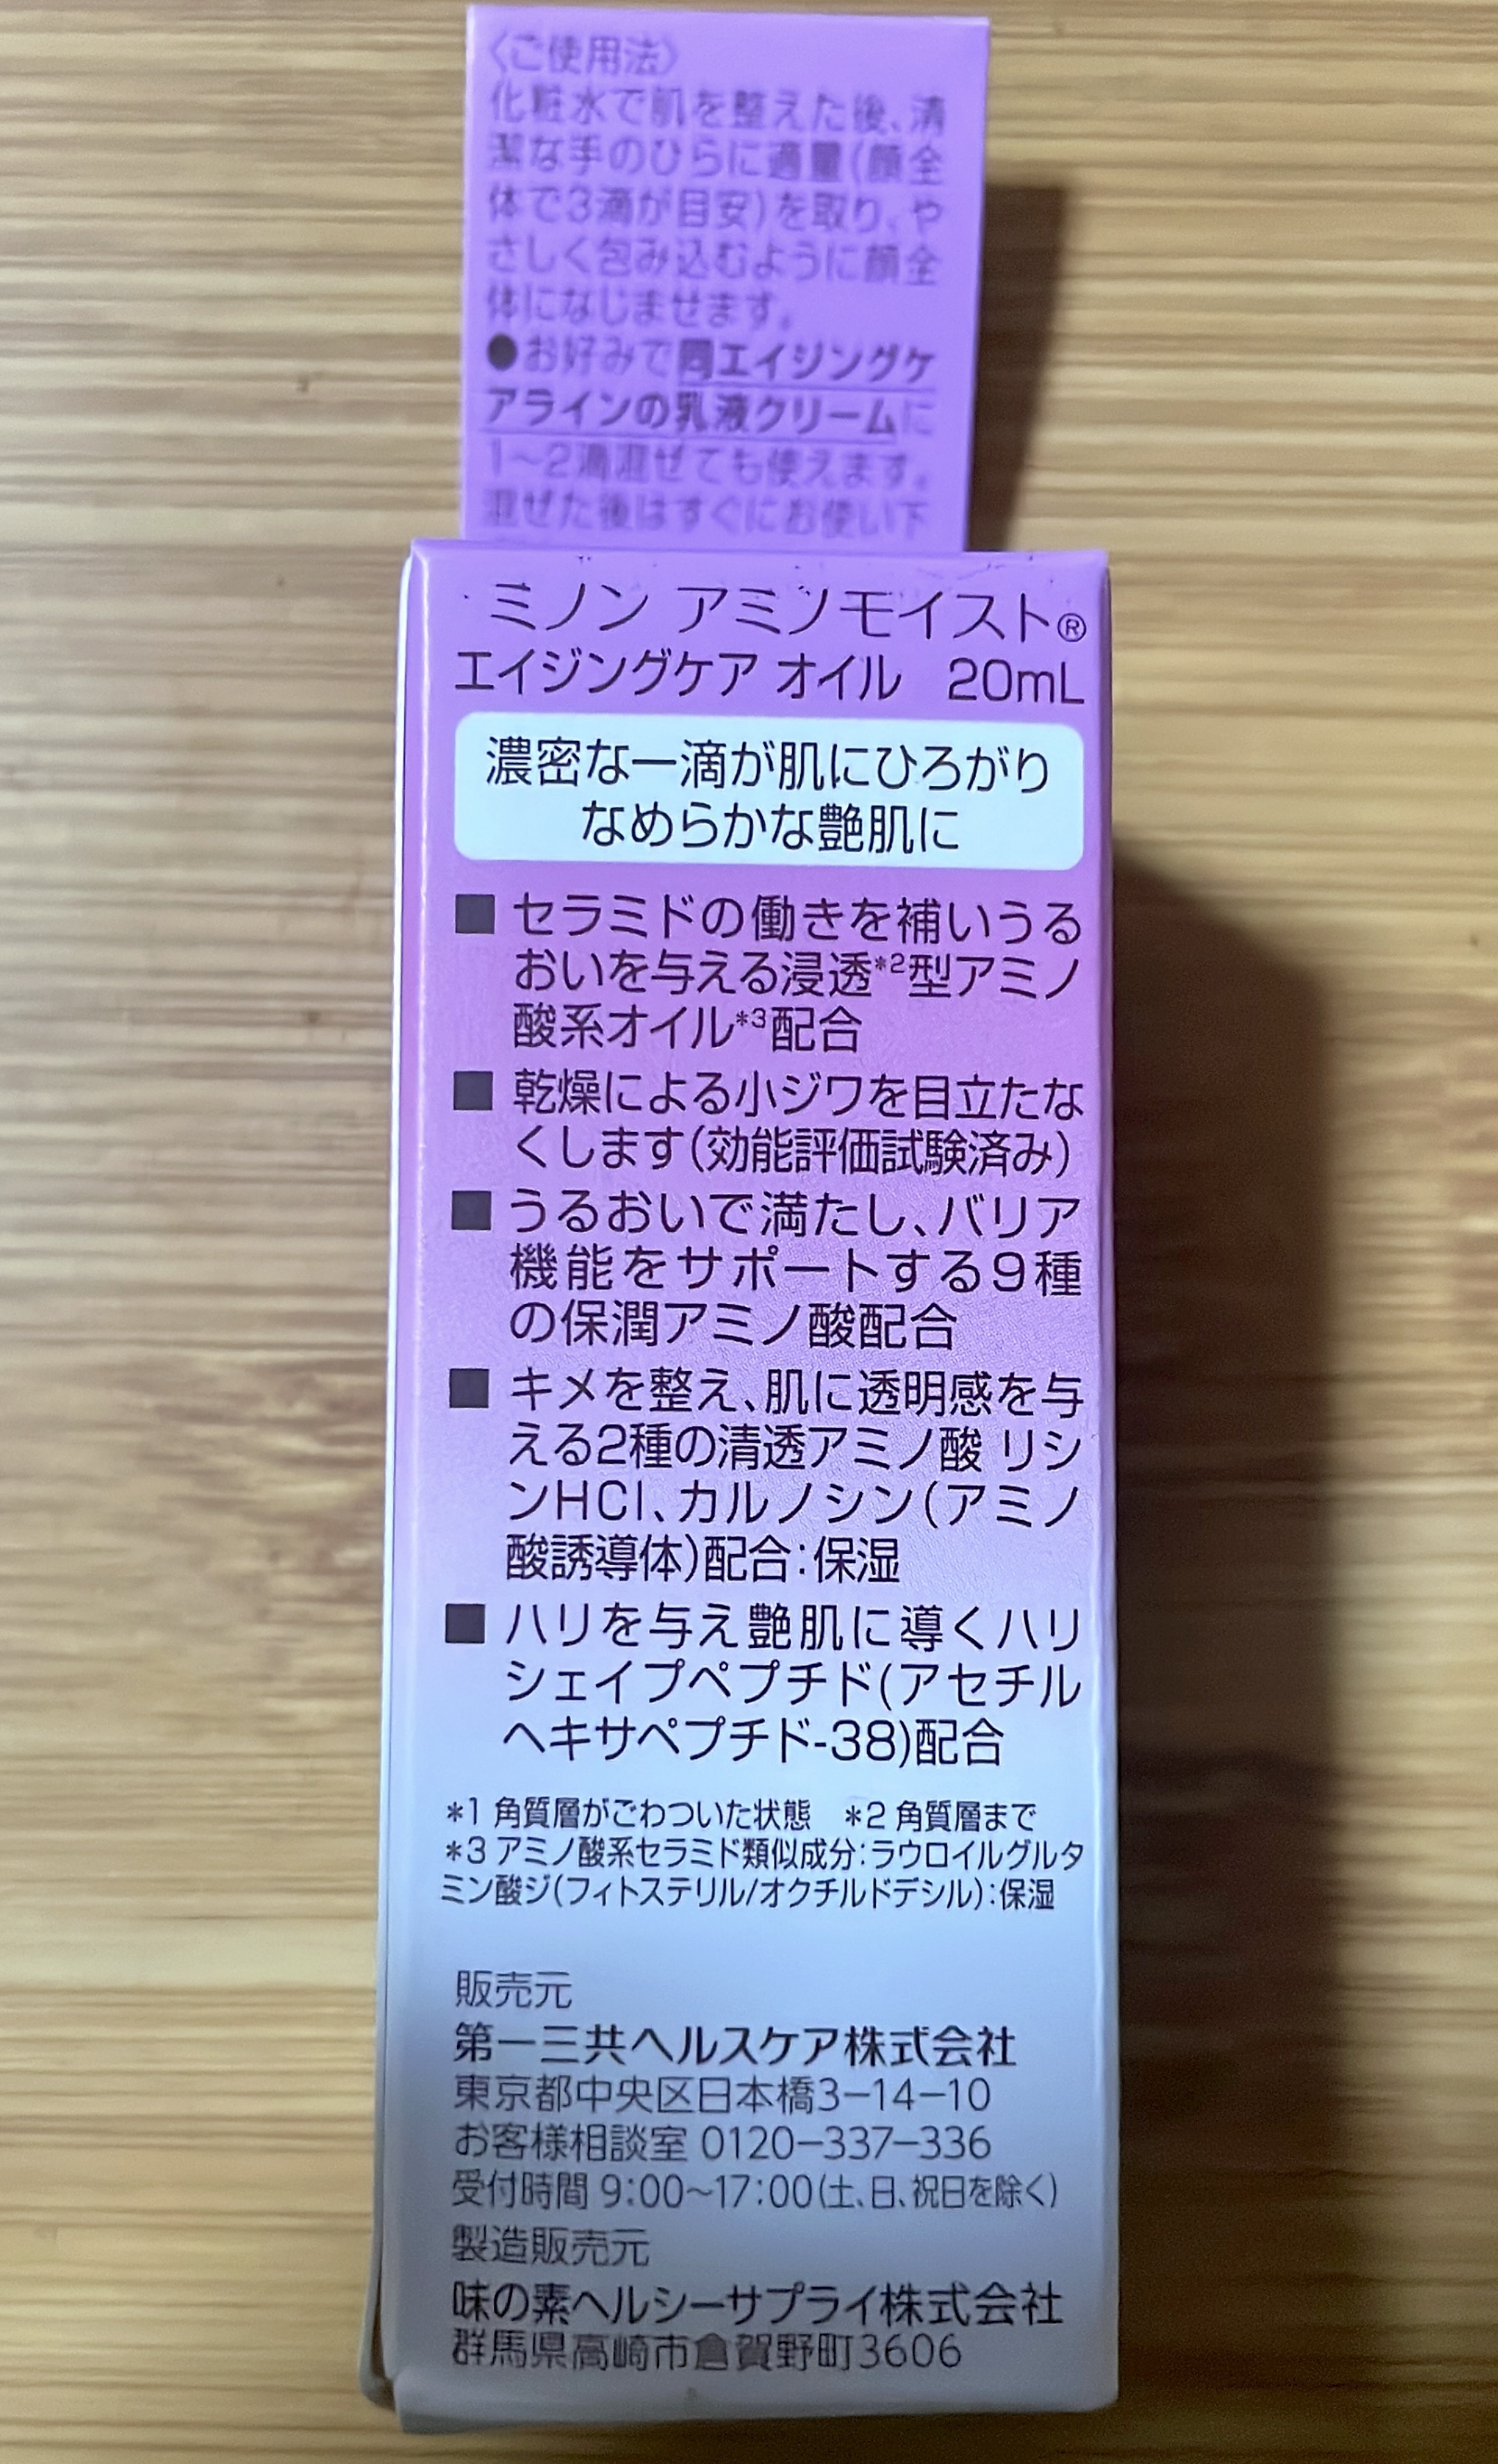 〈ご使用法〉
化粧水で肌を整えた後、清
潔な手のひらに適量(顔全
体で3滴が目安)を取り、や
さしく包み込むように顔全
体になじませます。
●お好みで同エイジングケ
アラインの乳液クリームに
1〜2滴混ぜても使えます。
混ぜた後はすぐにお使い下
ミノン アミノモイスト®
エイジングケア オイル 20mL
濃密な一滴が肌にひろがり
なめらかな艶肌に
■ セラミドの働きを補いうる
おいを与える浸透*2型アミノ
酸系オイル*3配合
■ 乾燥による小ジワを目立たな
くします(効能評価試験済み)
■ うるおいで満たし、バリア
機能をサポートする9種
の保潤アミノ酸配合
■ キメを整え、肌に透明感を与
える2種の清透アミノ酸 リシ
ンHCl、カルノシン(アミノ
酸誘導体)配合:保湿
■ ハリを与え艶肌に導くハリ
シェイプペプチド(アセチル
ヘキサペプチド-38)配合
*1 角質層がごわついた状態 *2 角質層まで
*3 アミノ酸系セラミド類似成分:ラウロイルグルタ
ミン酸ジ(フィトステリル/オクチルドデシル):保湿
販売元
第一三共ヘルスケア株式会社
東京都中央区日本橋3−14−10
お客様相談室 0120−337−336
受付時間 9:00〜17:00(土、日、祝日を除く)
製造販売元
味の素ヘルシーサプライ株式会社
群馬県高崎市倉賀野町3606